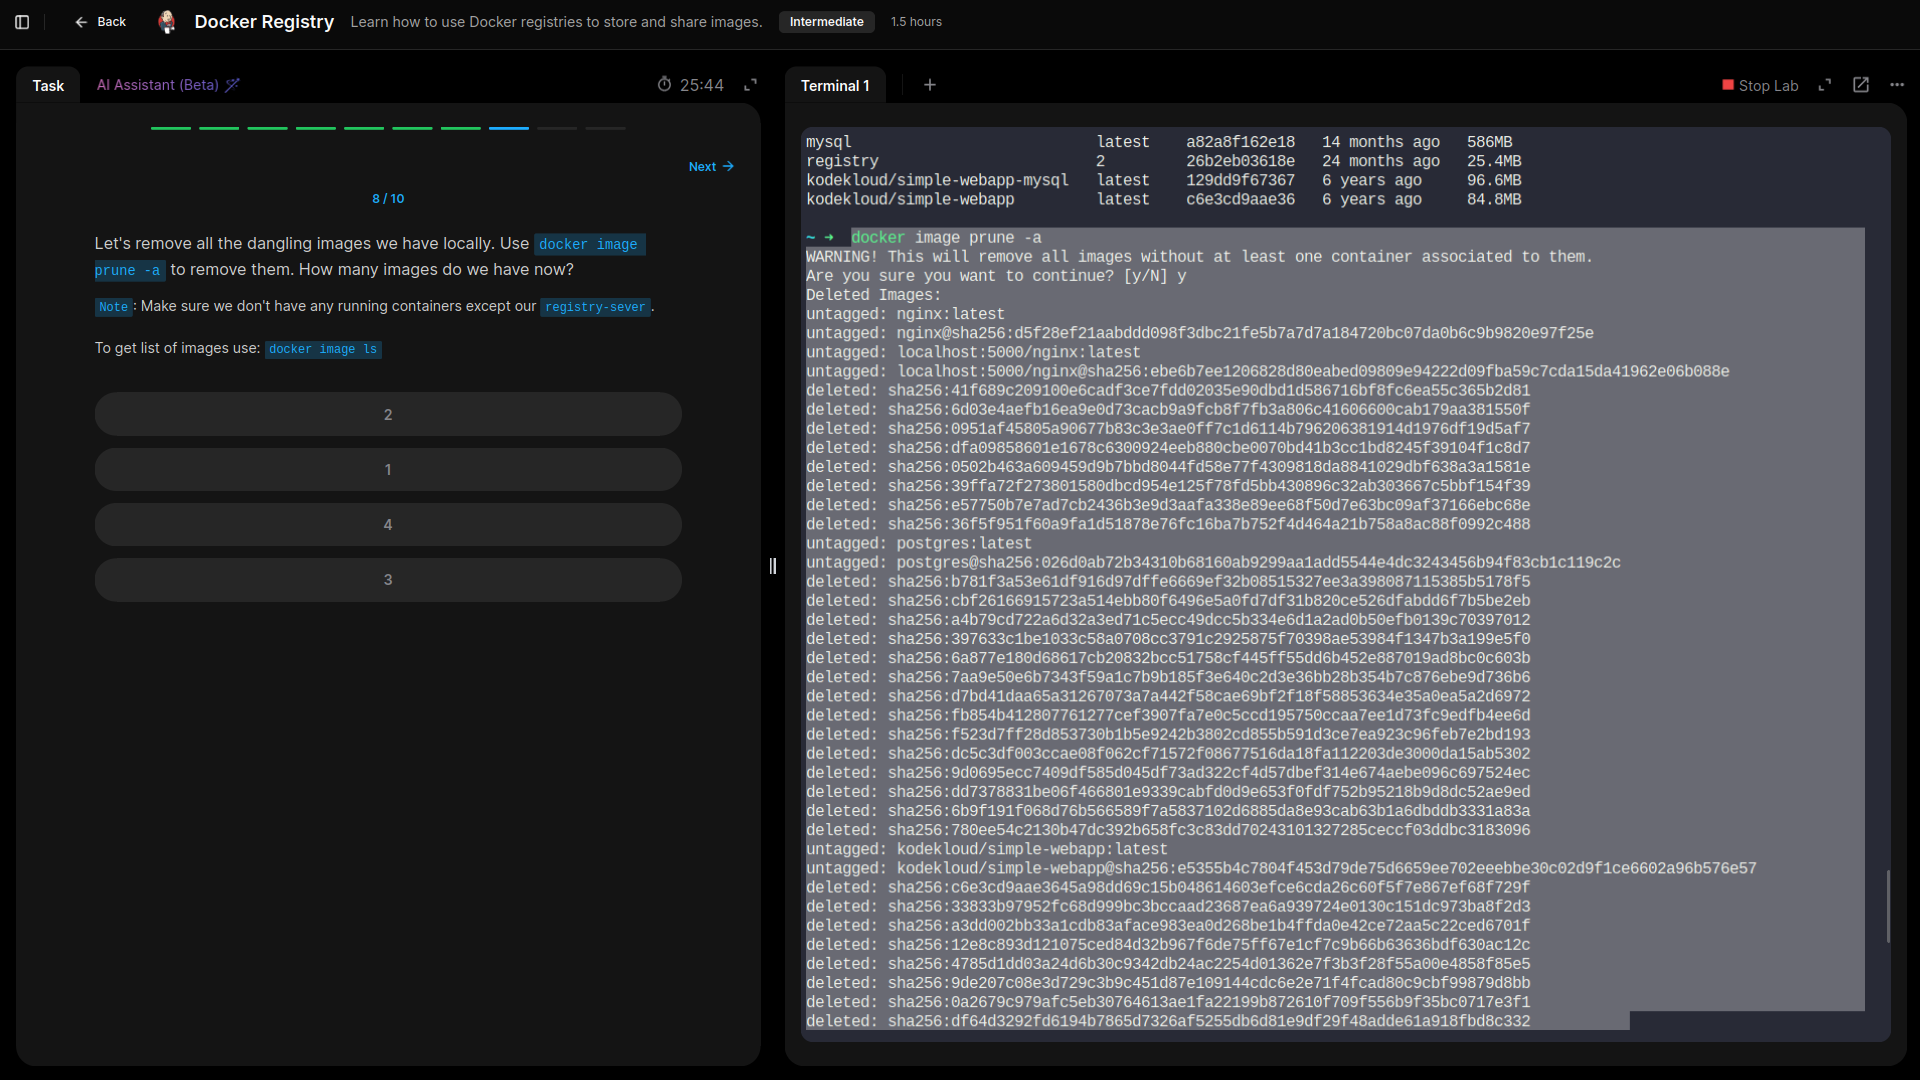 Back
Docker Registry
Learn how to use Docker registries to store and share images.
Intermediate
1.5 hours
Task
AI Assistant (Beta)
25:44
Next
8 / 10
Let's remove all the dangling images we have locally. Use docker image
prune -a to remove them. How many images do we have now?
Note: Make sure we don't have any running containers except our registry-sever.
To get list of images use: docker image ls
2
1
4
3
Terminal 1
+
Stop Lab
mysql latest a82a8f162e18 14 months ago 586MB
registry 2 26b2eb03618e 24 months ago 25.4MB
kodekloud/simple-webapp-mysql latest 129dd9f67367 6 years ago 96.6MB
kodekloud/simple-webapp latest c6e3cd9aae36 6 years ago 84.8MB
~ ➜ docker image prune -a
WARNING! This will remove all images without at least one container associated to them.
Are you sure you want to continue? [y/N] y
Deleted Images:
untagged: nginx:latest
untagged: nginx@sha256:d5f28ef21aabddd098f3dbc21fe5b7a7d7a184720bc07da0b6c9b9820e97f25e
untagged: localhost:5000/nginx:latest
untagged: localhost:5000/nginx@sha256:ebe6b7ee1206828d80eabed09809e94222d09fba59c7cda15da41962e06b088e
deleted: sha256:41f689c209100e6cadf3ce7fdd02035e90dbd1d586716bf8fc6ea55c365b2d81
deleted: sha256:6d03e4aefb16ea9e0d73cacb9a9fcb8f7fb3a806c41606600cab179aa381550f
deleted: sha256:0951af45805a90677b83c3e3ae0ff7c1d6114b796206381914d1976df19d5af7
deleted: sha256:dfa09858601e1678c6300924eeb880cbe0070bd41b3cc1bd8245f39104f1c8d7
deleted: sha256:0502b463a609459d9b7bbd8044fd58e77f4309818da8841029dbf638a3a1581e
deleted: sha256:39ffa72f273801580dbcd954e125f78fd5bb430896c32ab303667c5bbf154f39
deleted: sha256:e57750b7e7ad7cb2436b3e9d3aafa338e89ee68f50d7e63bc09af37166ebc68e
deleted: sha256:36f5f951f60a9fa1d51878e76fc16ba7b752f4d464a21b758a8ac88f0992c488
untagged: postgres:latest
untagged: postgres@sha256:026d0ab72b34310b68160ab9299aa1add5544e4dc3243456b94f83cb1c119c2c
deleted: sha256:b781f3a53e61df916d97dffe6669ef32b08515327ee3a398087115385b5178f5
deleted: sha256:cbf26166915723a514ebb80f6496e5a0fd7df31b820ce526dfabdd6f7b5be2eb
deleted: sha256:a4b79cd722a6d32a3ed71c5ecc49dcc5b334e6d1a2ad0b50efb0139c70397012
deleted: sha256:397633c1be1033c58a0708cc3791c2925875f70398ae53984f1347b3a199e5f0
deleted: sha256:6a877e180d68617cb20832bcc51758cf445ff55dd6b452e887019ad8bc0c603b
deleted: sha256:7aa9e50e6b7343f59a1c7b9b185f3e640c2d3e36bb28b354b7c876ebe9d736b6
deleted: sha256:d7bd41daa65a31267073a7a442f58cae69bf2f18f58853634e35a0ea5a2d6972
deleted: sha256:fb854b412807761277cef3907fa7e0c5ccd195750ccaa7ee1d73fc9edfb4ee6d
deleted: sha256:f523d7ff28d853730b1b5e9242b3802cd855b591d3ce7ea923c96feb7e2bd193
deleted: sha256:dc5c3df003ccae08f062cf71572f08677516da18fa112203de3000da15ab5302
deleted: sha256:9d0695ecc7409df585d045df73ad322cf4d57dbef314e674aebe096c697524ec
deleted: sha256:dd7378831be06f466801e9339cabfd0d9e653f0fdf752b95218b9d8dc52ae9ed
deleted: sha256:6b9f191f068d76b566589f7a5837102d6885da8e93cab63b1a6dbddb3331a83a
deleted: sha256:780ee54c2130b47dc392b658fc3c83dd70243101327285ceccf03ddbc3183096
untagged: kodekloud/simple-webapp:latest
untagged: kodekloud/simple-webapp@sha256:e5355b4c7804f453d79de75d6659ee702eeebbe30c02d9f1ce6602a96b576e57
deleted: sha256:c6e3cd9aae3645a98dd69c15b048614603efce6cda26c60f5f7e867ef68f729f
deleted: sha256:33833b97952fc68d999bc3bccaad23687ea6a939724e0130c151dc973ba8f2d3
deleted: sha256:a3dd002bb33a1cdb83aface983ea0d268be1b4ffda0e42ce72aa5c22ced6701f
deleted: sha256:12e8c893d121075ced84d32b967f6de75ff67e1cf7c9b66b63636bdf630ac12c
deleted: sha256:4785d1dd03a24d6b30c9342db24ac2254d01362e7f3b3f28f55a00e4858f85e5
deleted: sha256:9de207c08e3d729c3b9c451d87e109144cdc6e2e71f4fcad80c9cbf99879d8bb
deleted: sha256:0a2679c979afc5eb30764613ae1fa22199b872610f709f556b9f35bc0717e3f1
deleted: sha256:df64d3292fd6194b7865d7326af5255db6d81e9df29f48adde61a918fbd8c332